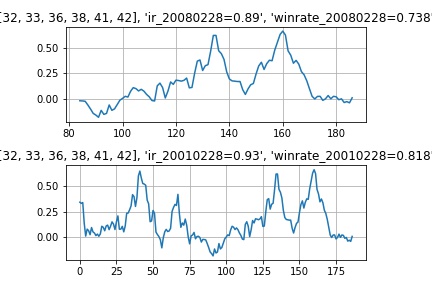 [32, 33, 36, 38, 41, 42], 'ir_20080228=0.89', 'winrate_20080228=0.738'
0.50
0.25
0.00
80 100 120 140 160 180
[32, 33, 36, 38, 41, 42], 'ir_20010228=0.93', 'winrate_20010228=0.818'
0.50
0.25
0.00
0 25 50 75 100 125 150 175